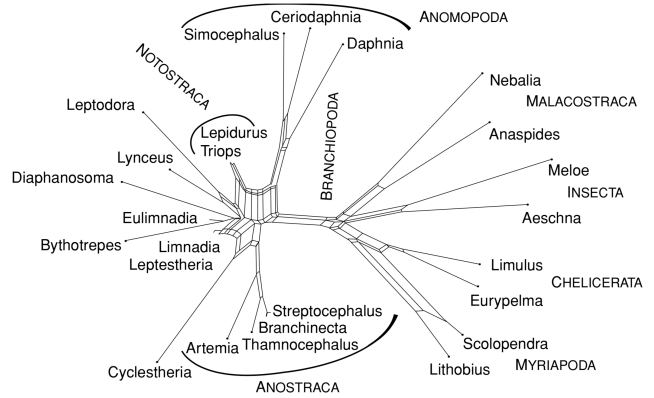 Ceriodaphnia
ANOMOPODA
Simocephalus
Daphnia
NOTOSTRACA
Nebalia
MALACOSTRACA
Leptodora
Lepidurus
Triops
BRANCHIOPODA
Anaspides
Lynceus
Meloe
Diaphanosoma
INSECTA
Eulimnadia
Aeschna
Bythotrepes
Limnadia
Leptestheria
Limulus
CHELICERATA
Eurypelma
Streptocephalus
Branchinecta
Artemia
Thamnocephalus
Scolopendra
Cyclestheria
Lithobius
MYRIAPODA
ANOSTRACA